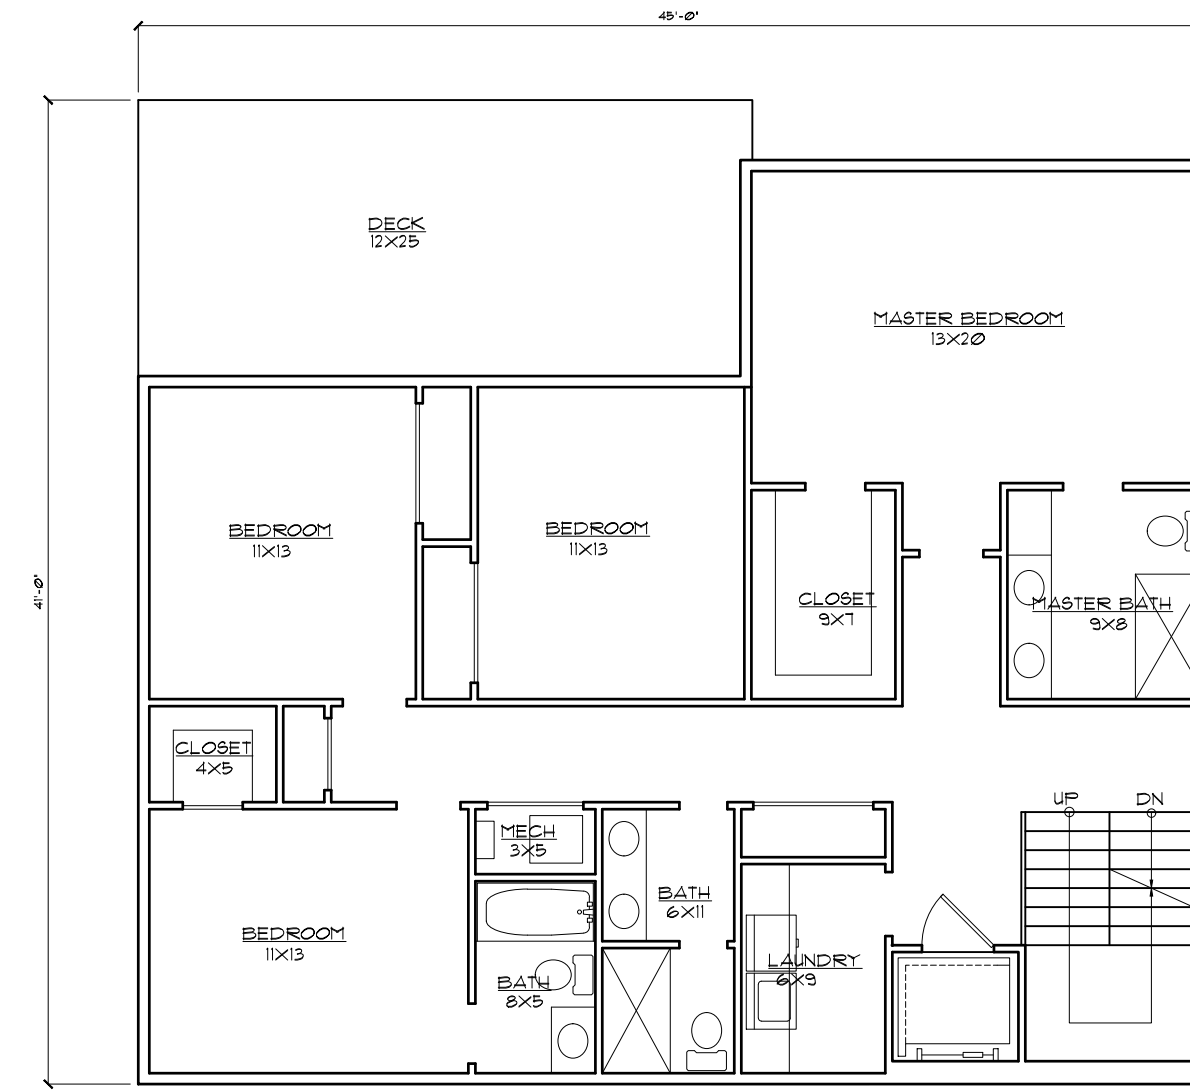 45'-0"
DECK
12X25
MASTER BEDROOM
13X20
BEDROOM
11X13
BEDROOM
11X13
41'-0"
CLOSET
9X7
MASTER BATH
9X8
CLOSET
4X5
UP
DN
MECH
3X5
BATH
6X11
BEDROOM
11X13
LAUNDRY
6X9
BATH
8X5